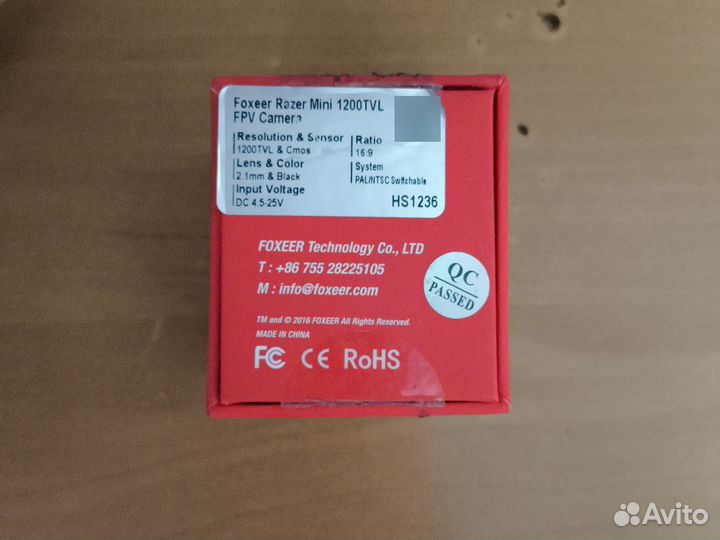 Foxeer Razer Mini 1200TVL
FPV Camera
Resolution & Sensor
1200TVL & Cmos
Ratio
16:9
Lens & Color
2.1mm & Black
System
PAL/NTSC Switchable
Input Voltage
DC 4.5-25V
HS1236
FOXEER Technology Co., LTD
T : +86 755 28225105
M : info@foxeer.com
QC
PASSED
TM and © 2016 FOXEER All Rights Reserved.
MADE IN CHINA
FC CE RoHS
Avito